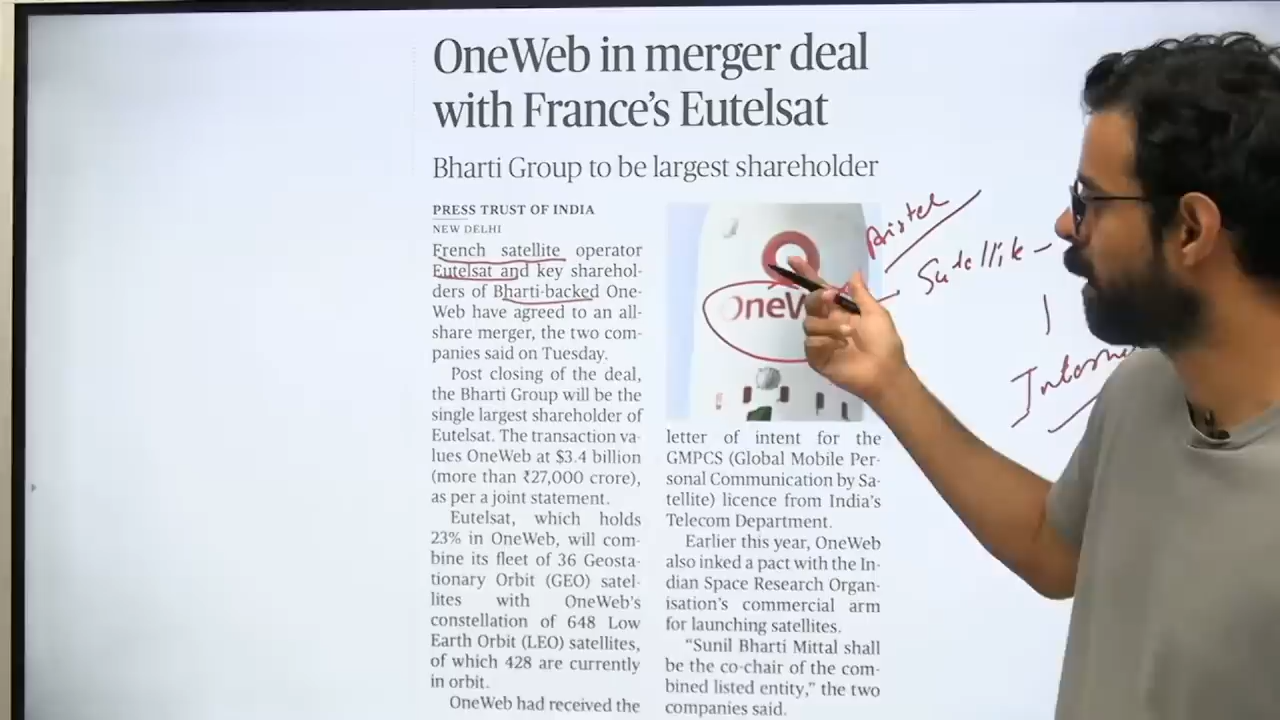 OneWeb in merger deal
with France's Eutelsat
Bharti Group to be largest shareholder
PRESS TRUST OF INDIA
NEW DELHI
French satellite operator
Eutelsat and key sharehol-
ders of Bharti-backed One-
Web have agreed to an all-
share merger, the two com-
panies said on Tuesday.
Post closing of the deal,
the Bharti Group will be the
single largest shareholder of
Eutelsat. The transaction va-
lues OneWeb at $3.4 billion
(more than ₹27,000 crore),
as per a joint statement.
Eutelsat, which holds
23% in OneWeb, will com-
bine its fleet of 36 Geosta-
tionary Orbit (GEO) satel-
lites with OneWeb's
constellation of 648 Low
Earth Orbit (LEO) satellites,
of which 428 are currently
in orbit.
OneWeb had received the
OneW
letter of intent for the
GMPCS (Global Mobile Per-
sonal Communication by Sa-
tellite) licence from India's
Telecom Department.
Earlier this year, OneWeb
also inked a pact with the In-
dian Space Research Organ-
isation's commercial arm
for launching satellites.
"Sunil Bharti Mittal shall
be the co-chair of the com-
bined listed entity," the two
companies said.
Airtel
Satellite